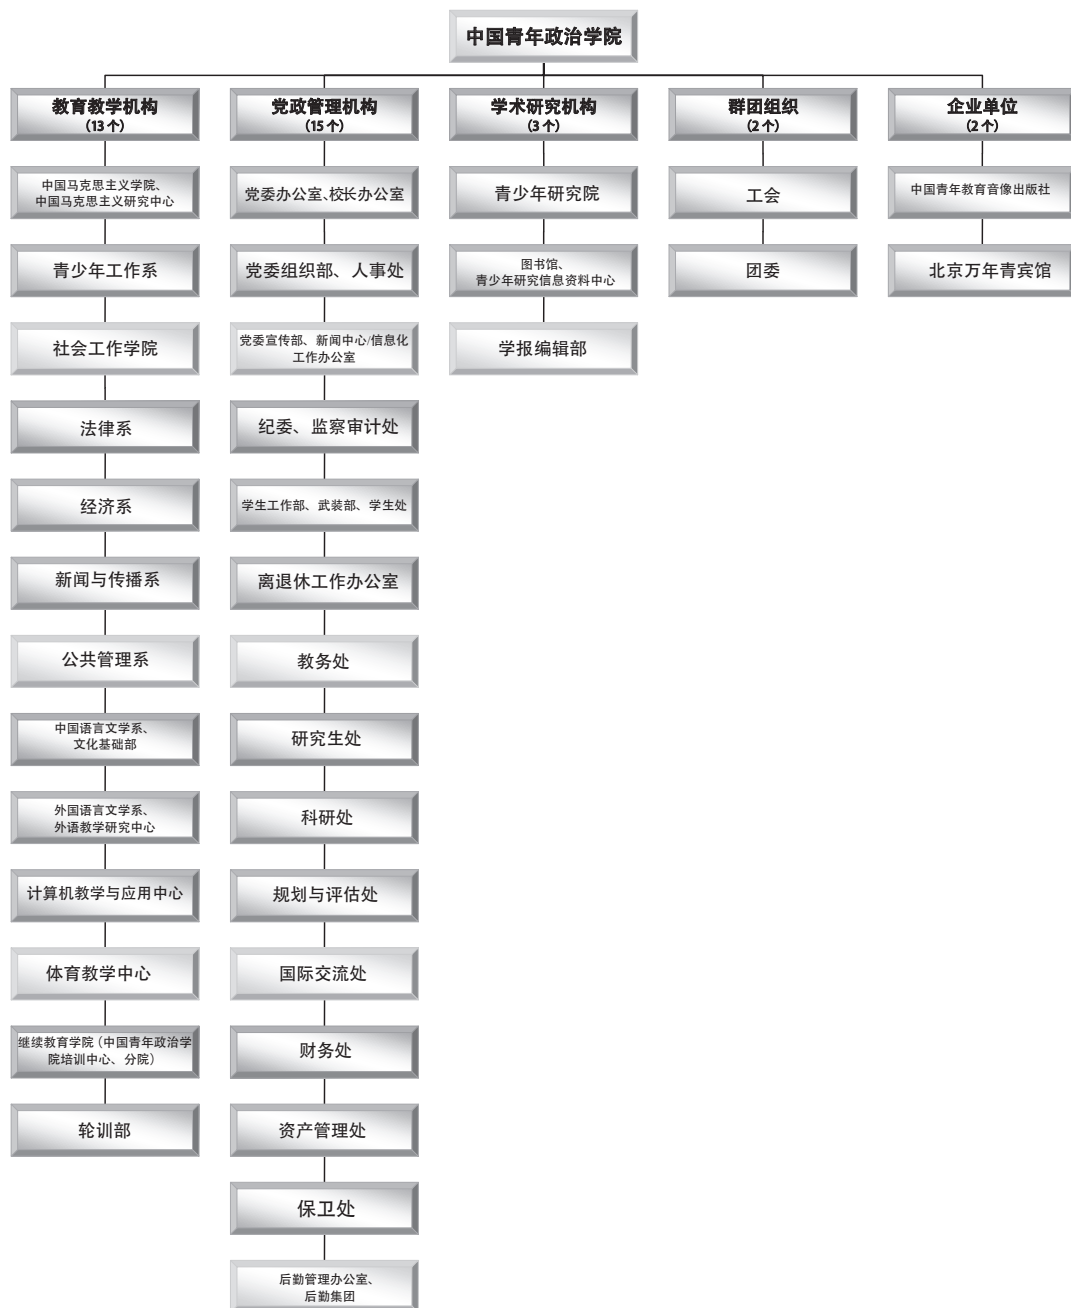 中国青年政治学院
教育教学机构
（13 个）
中国马克思主义学院、
中国马克思主义研究中心
青少年工作系
社会工作学院
法律系
经济系
新闻与传播系
公共管理系
中国语言文学系、
文化基础部
外国语言文学系、
外语教学研究中心
计算机教学与应用中心
体育教学中心
继续教育学院（中国青年政治学
院培训中心、分院）
轮训部
党政管理机构
（15 个）
党委办公室、校长办公室
党委组织部、人事处
党委宣传部、新闻中心/信息化
工作办公室
纪委、监察审计处
学生工作部、武装部、学生处
离退休工作办公室
教务处
研究生处
科研处
规划与评估处
国际交流处
财务处
资产管理处
保卫处
后勤管理办公室、
后勤集团
学术研究机构
（3 个）
青少年研究院
图书馆、
青少年研究信息资料中心
学报编辑部
群团组织
（2 个）
工会
团委
企业单位
（2 个）
中国青年教育音像出版社
北京万年青宾馆